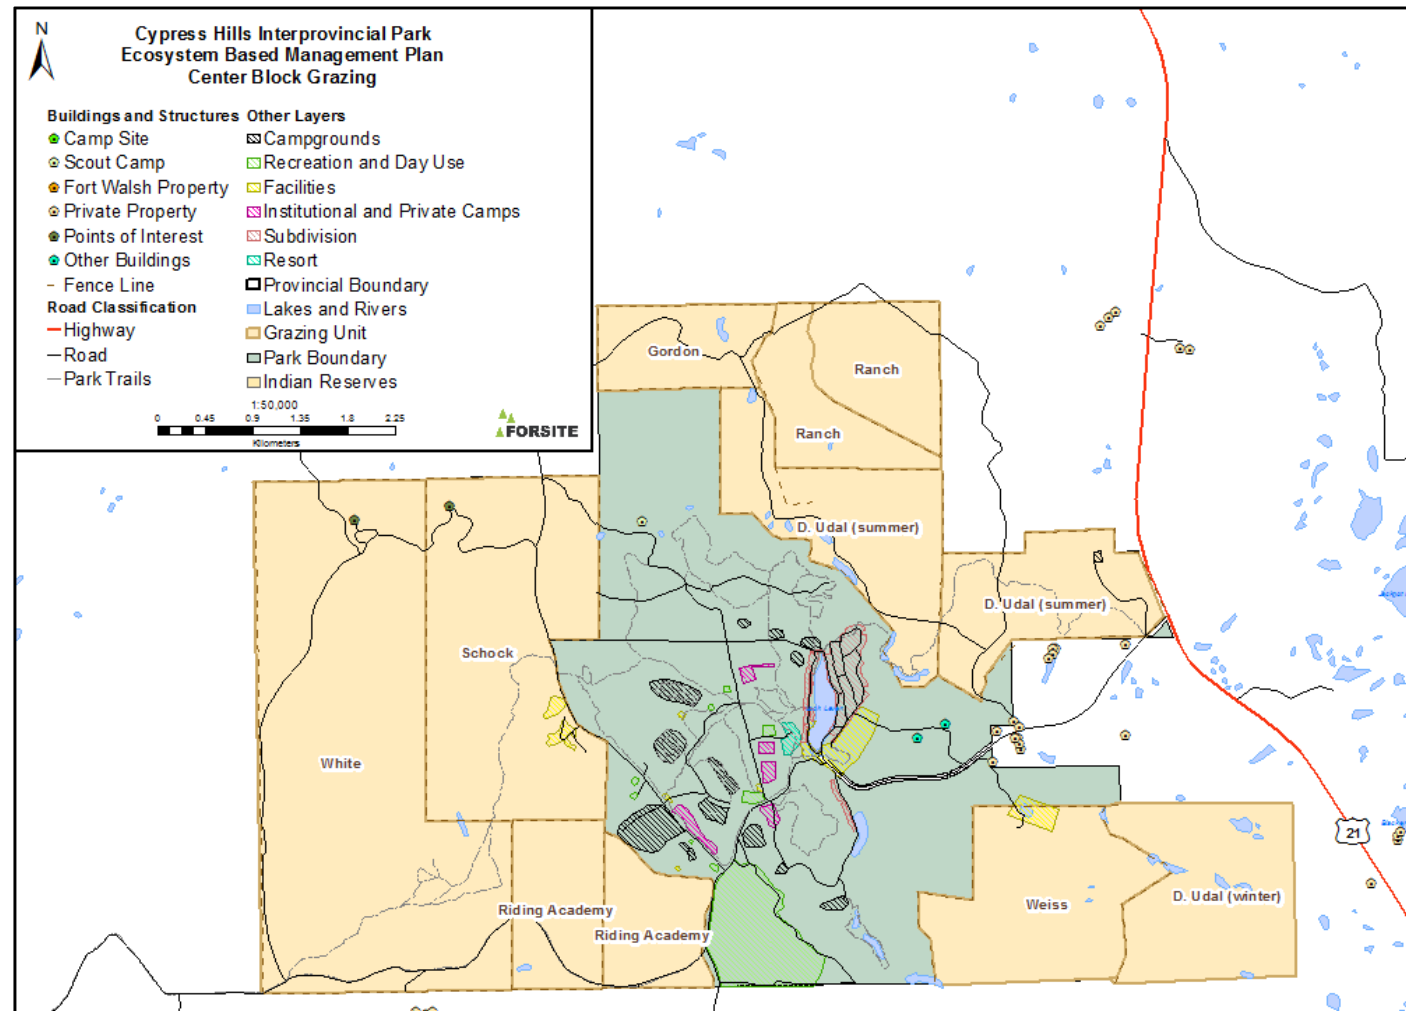 N
Cypress Hills Interprovincial Park
Ecosystem Based Management Plan
Center Block Grazing
Buildings and Structures
Camp Site
Scout Camp
Fort Walsh Property
Private Property
Points of Interest
Other Buildings
Fence Line
Road Classification
Highway
Road
Park Trails
Other Layers
Campgrounds
Recreation and Day Use
Facilities
Institutional and Private Camps
Subdivision
Resort
Provincial Boundary
Lakes and Rivers
Grazing Unit
Park Boundary
Indian Reserves
1:50,000
0 0.45 0.9 1.35 1.8 2.25
Kilometers
FORSITE
Gordon
Ranch
Ranch
D. Udal (summer)
D. Udal (summer)
Schock
White
21
D. Udal (winter)
Weiss
Riding Academy
Riding Academy